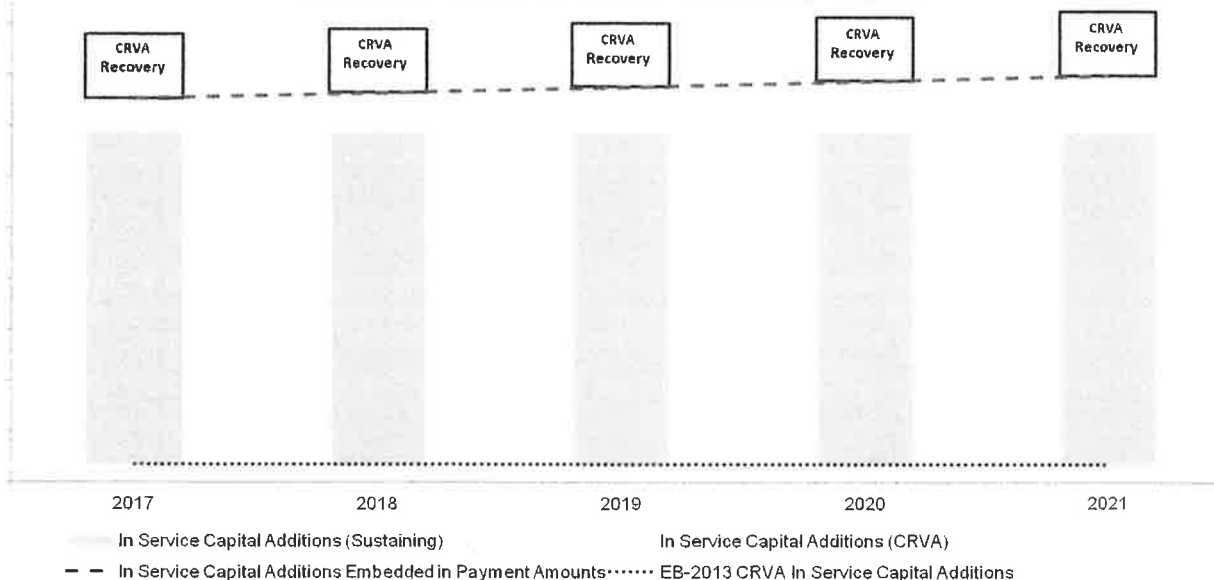 CRVA
Recovery
CRVA
Recovery
CRVA
Recovery
CRVA
Recovery
CRVA
Recovery
2017 2018 2019 2020 2021
In Service Capital Additions (Sustaining) In Service Capital Additions (CRVA)
In Service Capital Additions Embedded in Payment Amounts EB-2013 CRVA In Service Capital Additions